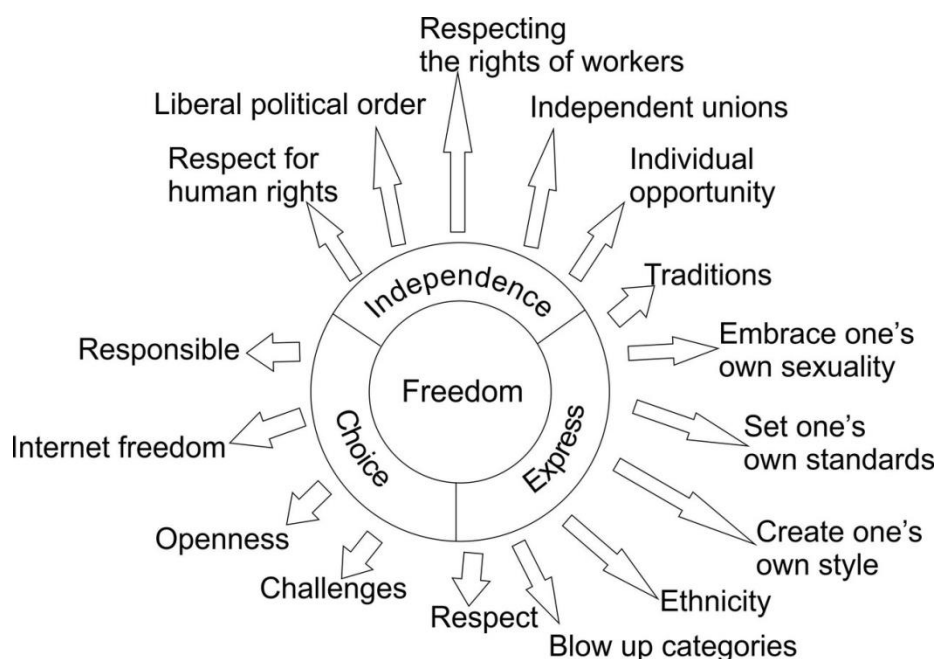 Respecting
the rights of workers
Liberal political order
Independent unions
Respect for
human rights
Individual
opportunity
Traditions
Independence
Embrace one's
own sexuality
Responsible
Freedom
Set one's
own standards
Internet freedom
Choice
Express
Create one's
own style
Openness
Challenges
Respect
Ethnicity
Blow up categories